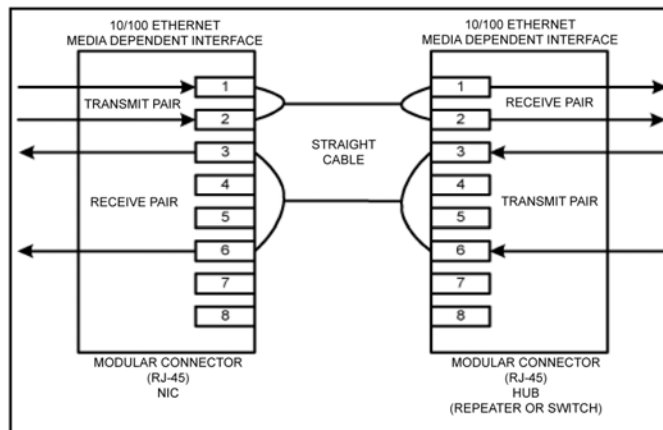 10/100 ETHERNET
MEDIA DEPENDENT INTERFACE
1
TRANSMIT PAIR
2
3
4
RECEIVE PAIR
5
6
7
8
MODULAR CONNECTOR
(RJ-45)
NIC
STRAIGHT
CABLE
10/100 ETHERNET
MEDIA DEPENDENT INTERFACE
1
RECEIVE PAIR
2
3
4
TRANSMIT PAIR
5
6
7
8
MODULAR CONNECTOR
(RJ-45)
HUB
(REPEATER OR SWITCH)